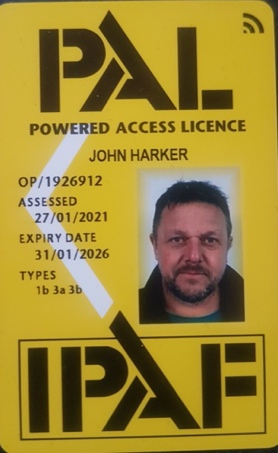 PAL
POWERED ACCESS LICENCE
JOHN HARKER
OP/1926912
ASSESSED
27/01/2021
EXPIRY DATE
31/01/2026
TYPES
1b 3a 3b
IPAF